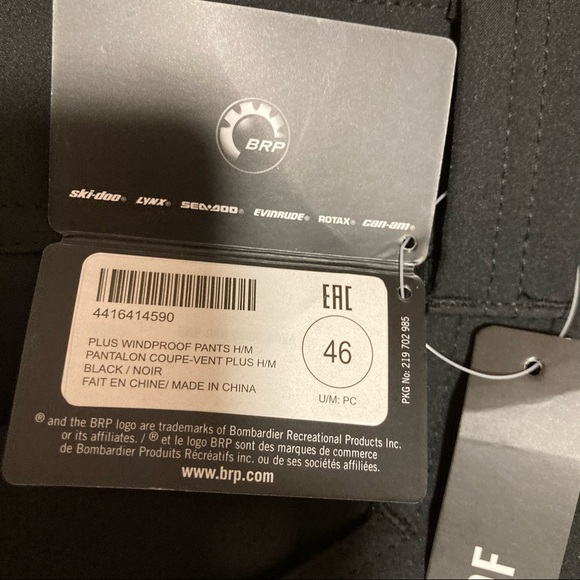 BRP
ski-doo® LYNX® SEA-DOO® EVINRUDE® ROTAX® can-am®
4416414590
EAC
PLUS WINDPROOF PANTS H/M
PANTALON COUPE-VENT PLUS H/M
BLACK / NOIR
FAIT EN CHINE/ MADE IN CHINA
46
U/M: PC
PKG No: 219 702 985
® and the BRP logo are trademarks of Bombardier Recreational Products Inc.
or its affiliates. / ® et le logo BRP sont des marques de commerce
de Bombardier Produits Récréatifs inc. ou de ses sociétés affiliées.
www.brp.com